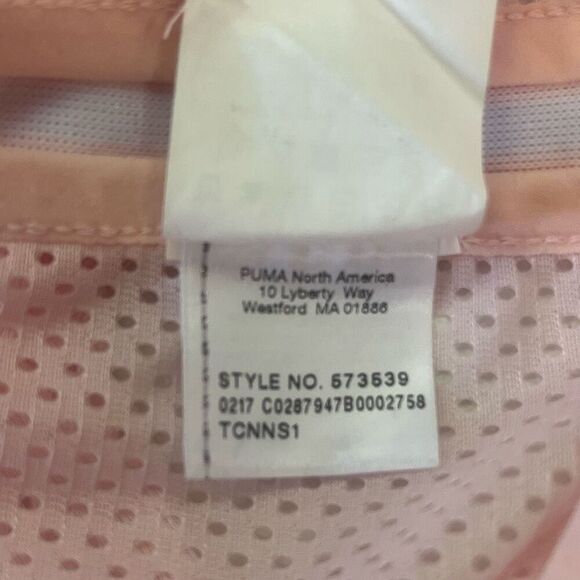 PUMA North America
10 Lyberty Way
Westford MA 01886
STYLE NO. 573539
0217 C0287947B0002758
TCNNS1